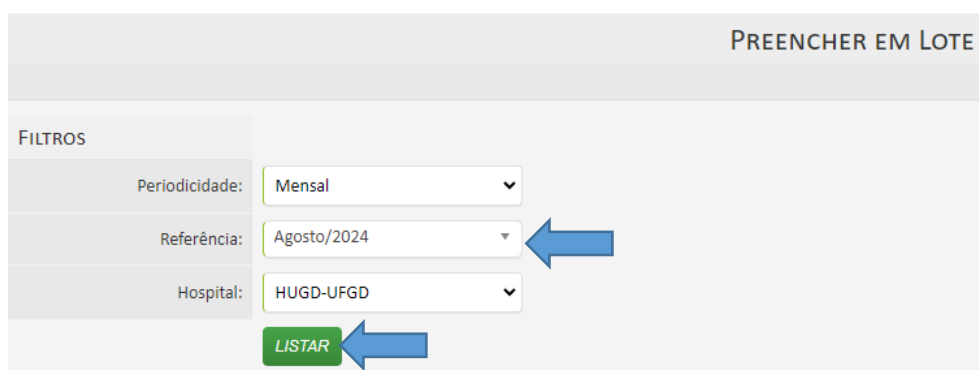 PREENCHER EM LOTE
FILTROS
Periodicidade: Mensal
Referência: Agosto/2024
Hospital: HUGD-UFGD
LISTAR